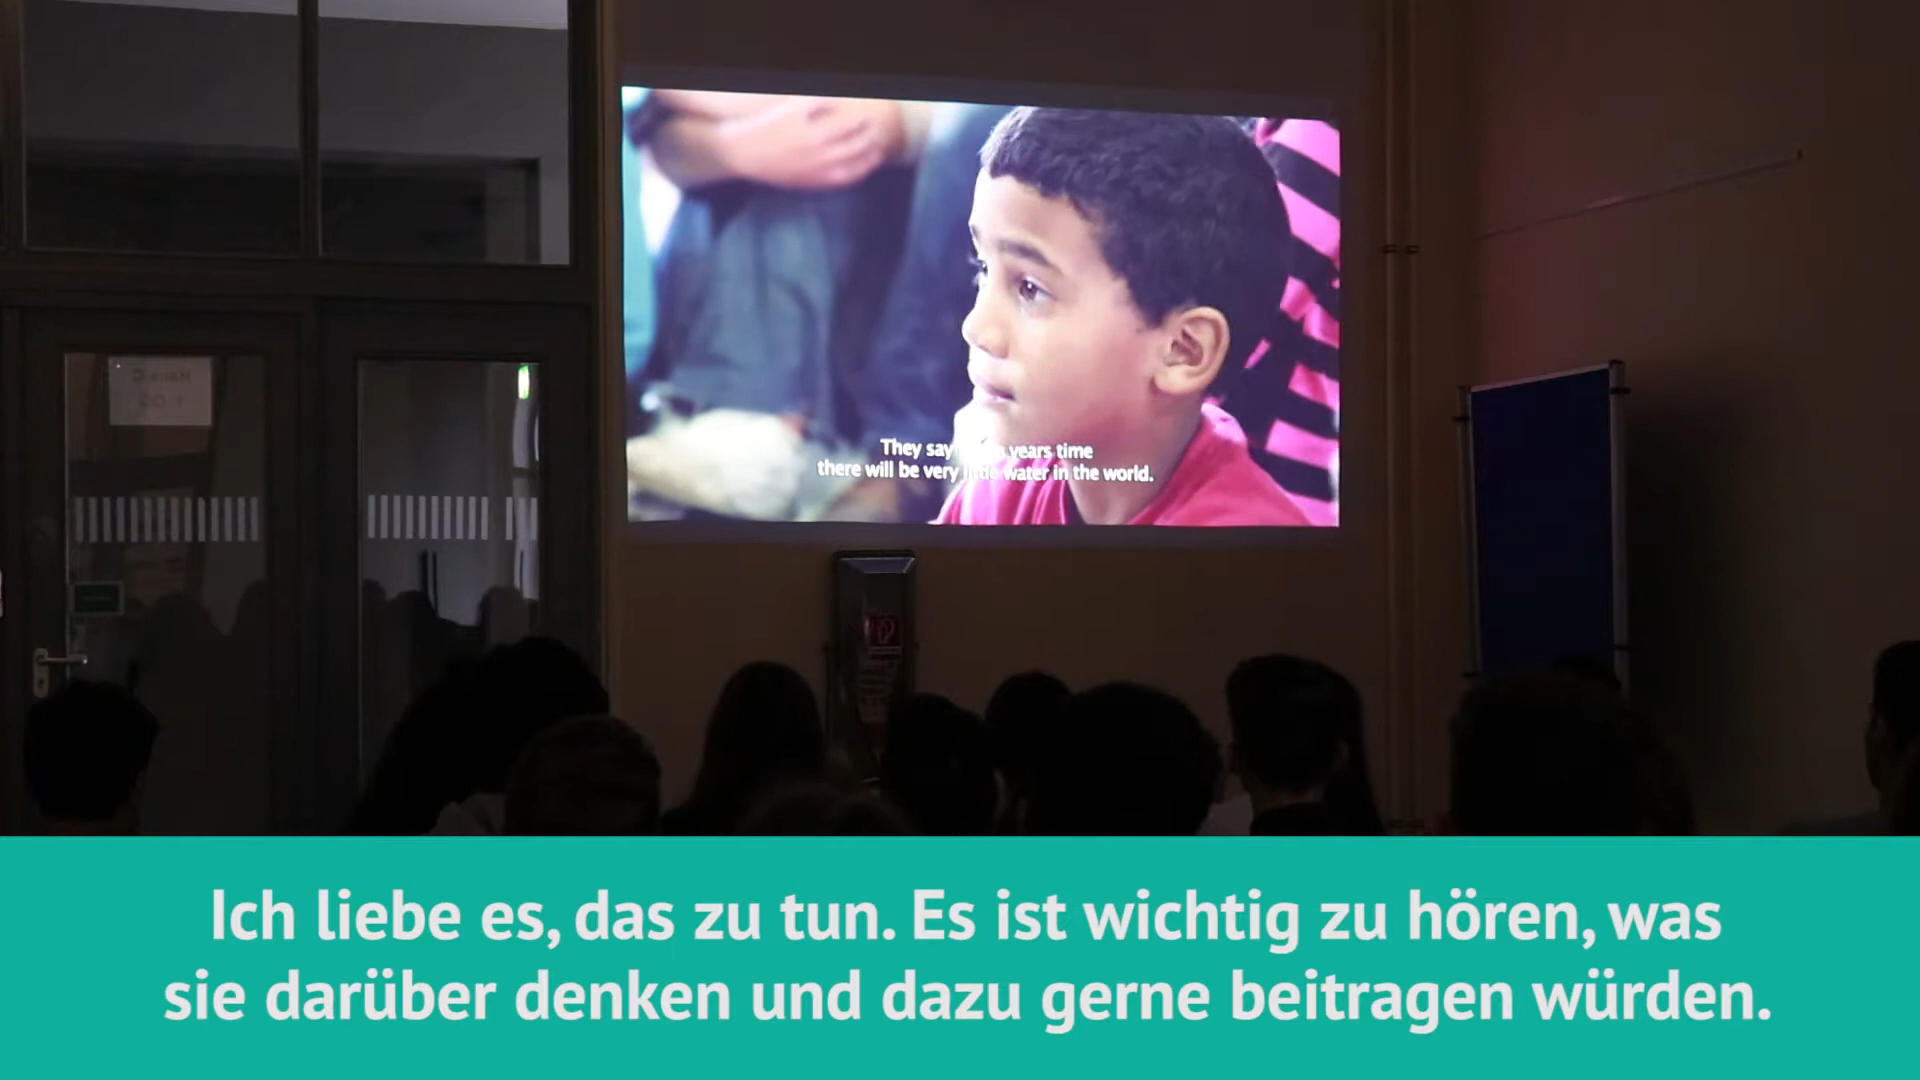 They say years time
there will be very little water in the world.
Ich liebe es, das zu tun. Es ist wichtig zu hören, was
sie darüber denken und dazu gerne beitragen würden.